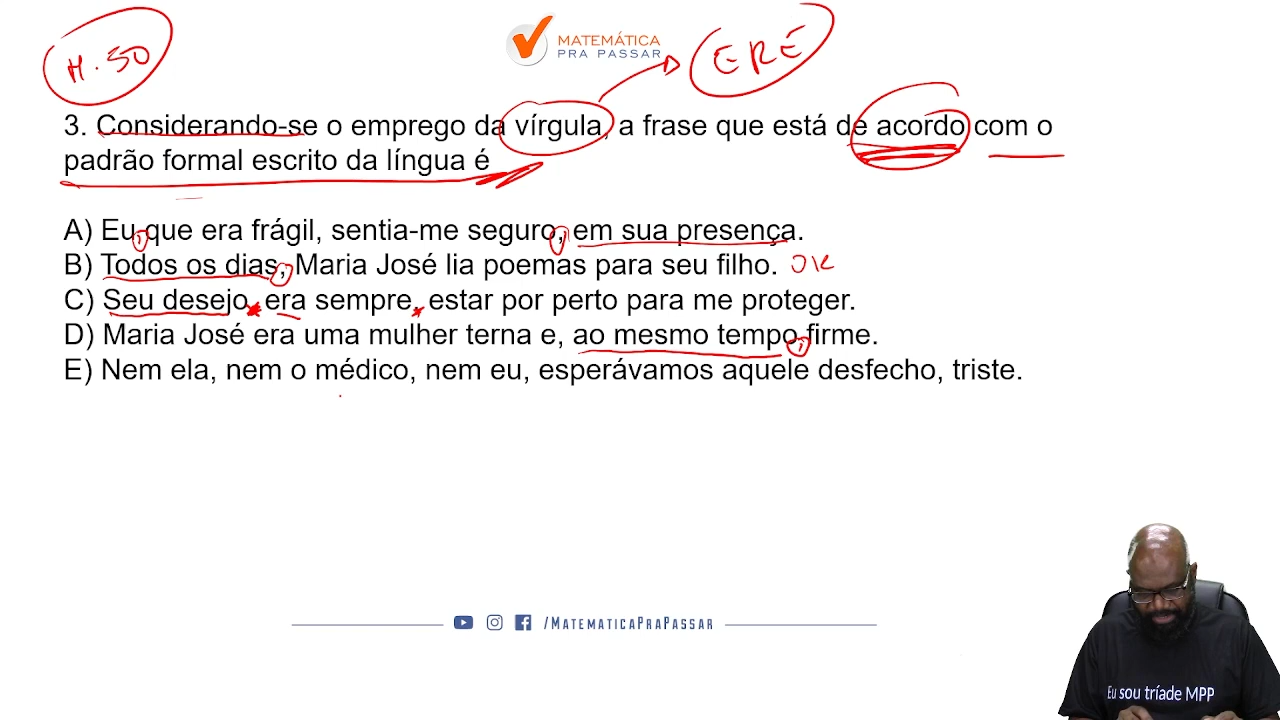 H.50
MATEMÁTICA
PRA PASSAR
ERE
3. Considerando-se o emprego da vírgula, a frase que está de acordo com o
padrão formal escrito da língua é
A) Eu, que era frágil, sentia-me seguro, em sua presença.
B) Todos os dias, Maria José lia poemas para seu filho. OK
C) Seu desejo, era sempre, estar por perto para me proteger.
D) Maria José era uma mulher terna e, ao mesmo tempo, firme.
E) Nem ela, nem o médico, nem eu, esperávamos aquele desfecho, triste.
/MatematicaPraPassar
Eu sou tríade MPP